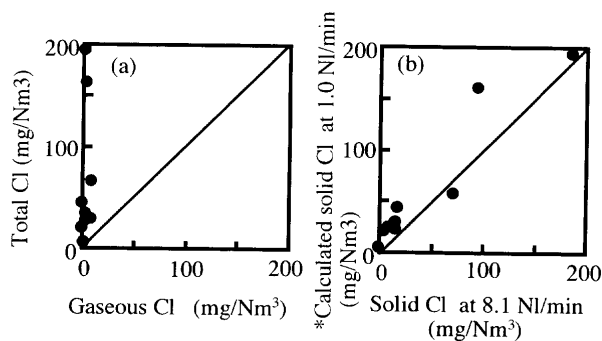 200
(a)
100
0
0
100
200
Total Cl (mg/Nm3)
Gaseous Cl (mg/Nm³)
200
(b)
100
0
0
100
200
*Calculated solid Cl at 1.0 Nl/min
(mg/Nm3)
Solid Cl at 8.1 Nl/min
(mg/Nm³)